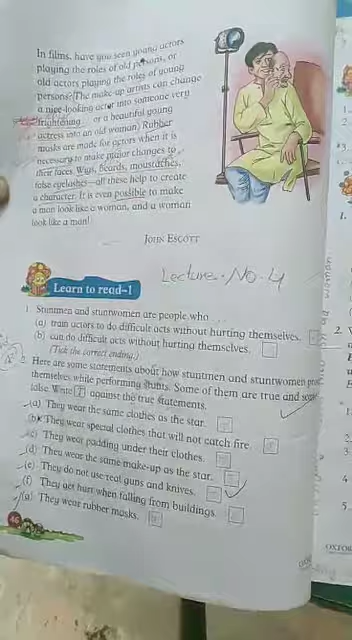 In films, have you seen young actors
playing the roles of old persons, or
old actors playing the roles of young
persons? The make-up artists can change
a nice-looking actor into someone very
frightening or a beautiful young
actress into an old woman. Rubber
masks are made for actors when it is
necessary to make major changes to
their faces. Wigs, beards, moustaches,
false eyelashes—all these help to create
a character. It is even possible to make
a man look like a woman, and a woman
look like a man!
JOHN ESCOTT
Lecture - No - 4
Learn to read-1
1. Stuntmen and stuntwomen are people who
(a) train actors to do difficult acts without hurting themselves.
(b) can do difficult acts without hurting themselves.
(Tick the correct ending.)
2. Here are some statements about how stuntmen and stuntwomen
themselves while performing stunts. Some of them are true and some
false. Write T against the true statements.
(a) They wear the same clothes as the star.
(b) They wear special clothes that will not catch fire.
(c) They wear padding under their clothes.
(d) They wear the same make-up as the star.
(e) They do not use real guns and knives.
(f) They get hurt when falling from buildings.
(g) They wear rubber masks.
46